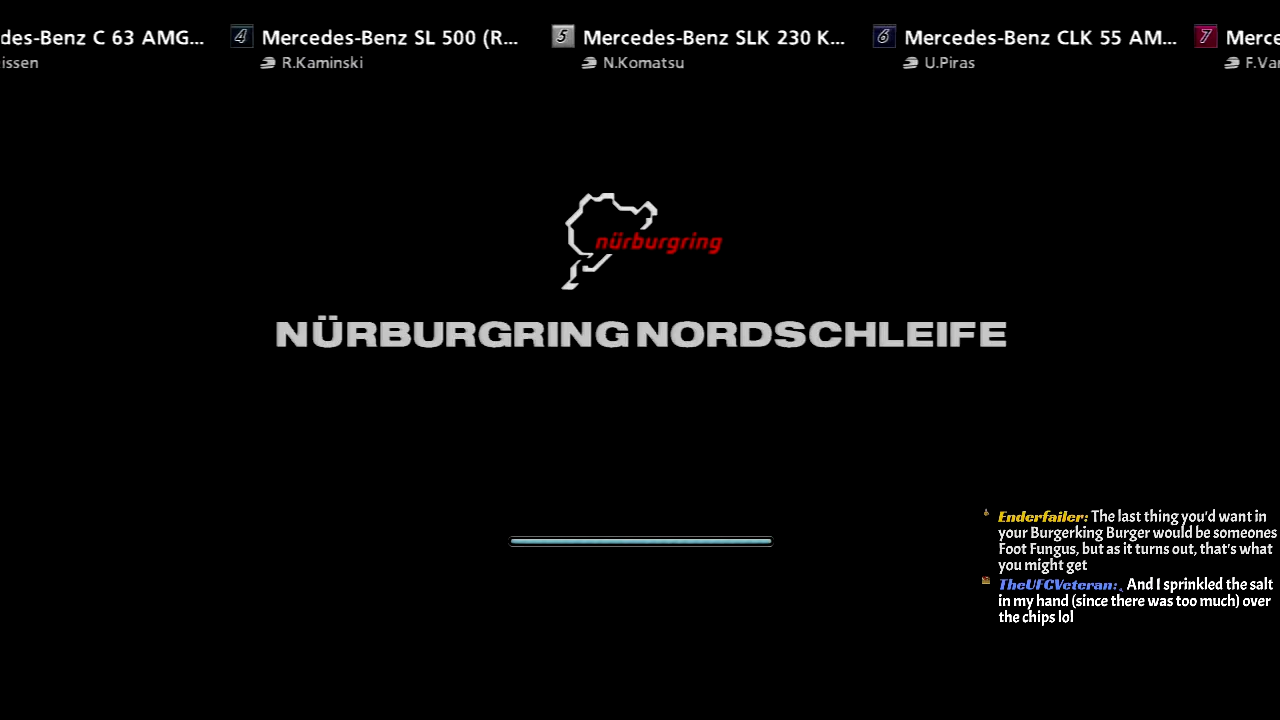 des-Benz C 63 AMG... 4 Mercedes-Benz SL 500 (R... 5 Mercedes-Benz SLK 230 K... 6 Mercedes-Benz CLK 55 AM... 7 Merce
issen R.Kaminski N.Komatsu U.Piras F.Var
nürburgring
NÜRBURGRING NORDSCHLEIFE
Enderfailer: The last thing you'd want in
your Burgerking Burger would be someones
Foot Fungus, but as it turns out, that's what
you might get
TheUFCVeteran: And I sprinkled the salt
in my hand (since there was too much) over
the chips lol